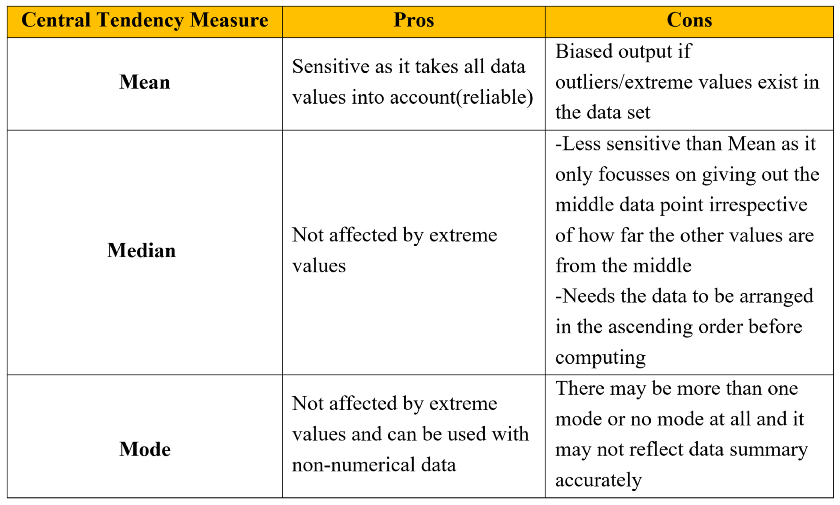 Central Tendency Measure
Pros
Cons
Mean
Sensitive as it takes all data
values into account(reliable)
Biased output if
outliers/extreme values exist in
the data set
Median
Not affected by extreme
values
-Less sensitive than Mean as it
only focusses on giving out the
middle data point irrespective
of how far the other values are
from the middle
-Needs the data to be arranged
in the ascending order before
computing
Mode
Not affected by extreme
values and can be used with
non-numerical data
There may be more than one
mode or no mode at all and it
may not reflect data summary
accurately